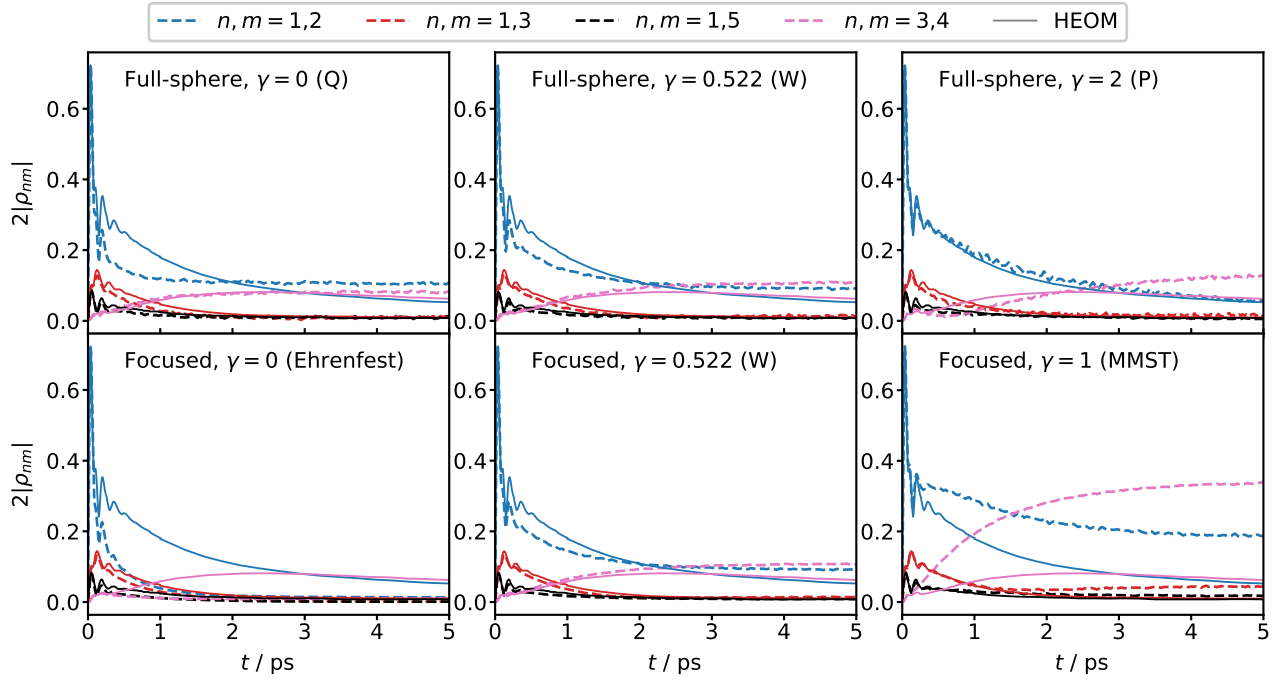 n, m = 1,2 n, m = 1,3 n, m = 1,5 n, m = 3,4 HEOM
Full-sphere, γ = 0 (Q) Full-sphere, γ = 0.522 (W) Full-sphere, γ = 2 (P)
0.6
0.4
0.2
0.0
2|ρnm|
Focused, γ = 0 (Ehrenfest) Focused, γ = 0.522 (W) Focused, γ = 1 (MMST)
0.6
0.4
0.2
0.0
2|ρnm|
0 1 2 3 4 5 0 1 2 3 4 5 0 1 2 3 4 5
t / ps t / ps t / ps